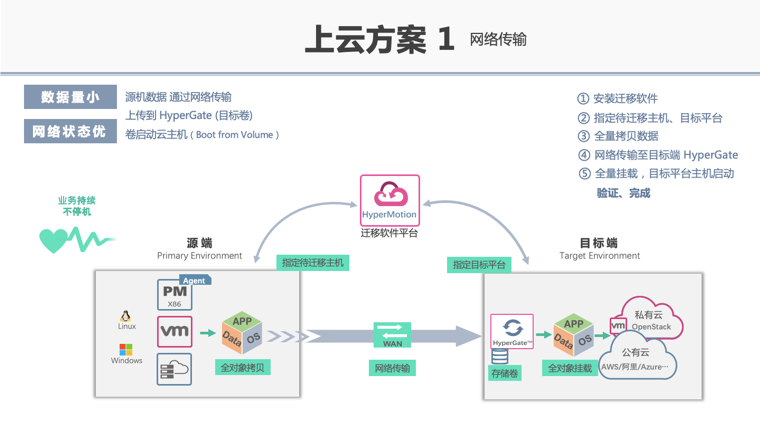 上云方案 1 网络传输
数据量小
网络状态优
源机数据 通过网络传输
上传到 HyperGate (目标卷)
卷启动云主机（Boot from Volume）
① 安装迁移软件
② 指定待迁移主机、目标平台
③ 全量拷贝数据
④ 网络传输至目标端 HyperGate
⑤ 全量挂载，目标平台主机启动
验证、完成
业务持续
不停机
HyperMotion
迁移软件平台
源端
Primary Environment
目标端
Target Environment
指定待迁移主机
指定目标平台
Agent
PM
X86
Linux
Windows
vm
APP
Data
OS
全对象拷贝
WAN
网络传输
HyperGate™
存储卷
APP
Data
OS
全对象挂载
vm
私有云
OpenStack
公有云
AWS/阿里/Azure…